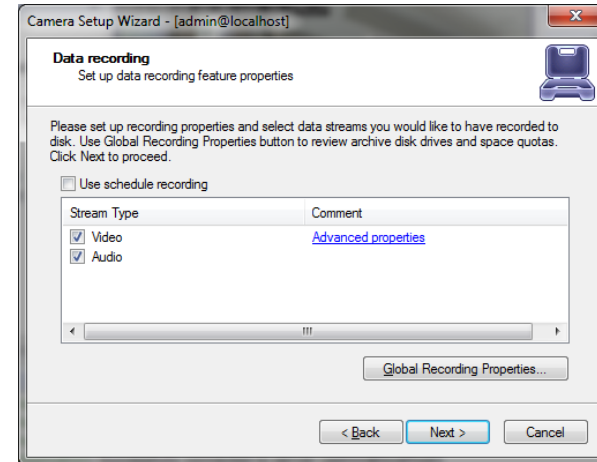 Camera Setup Wizard - [admin@localhost]
Data recording
Set up data recording feature properties
Please set up recording properties and select data streams you would like to have recorded to
disk. Use Global Recording Properties button to review archive disk drives and space quotas.
Click Next to proceed.
Use schedule recording
Stream Type Comment
Video Advanced properties
Audio
Global Recording Properties...
< Back Next > Cancel